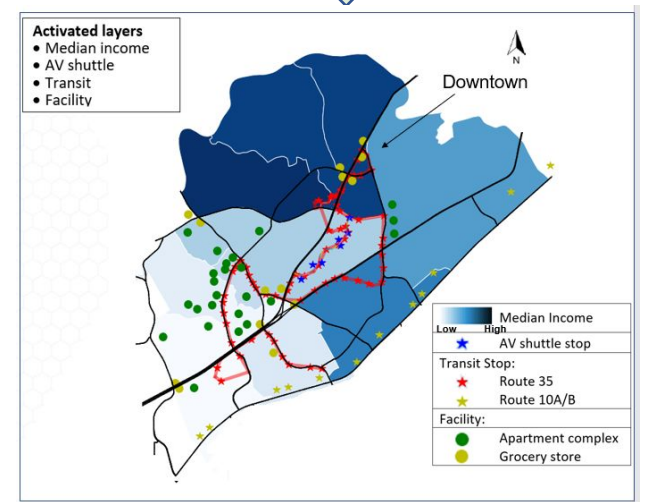 Activated layers
• Median income
• AV shuttle
• Transit
• Facility
N
Downtown
Median Income
Low High
AV shuttle stop
Transit Stop:
Route 35
Route 10A/B
Facility:
Apartment complex
Grocery store